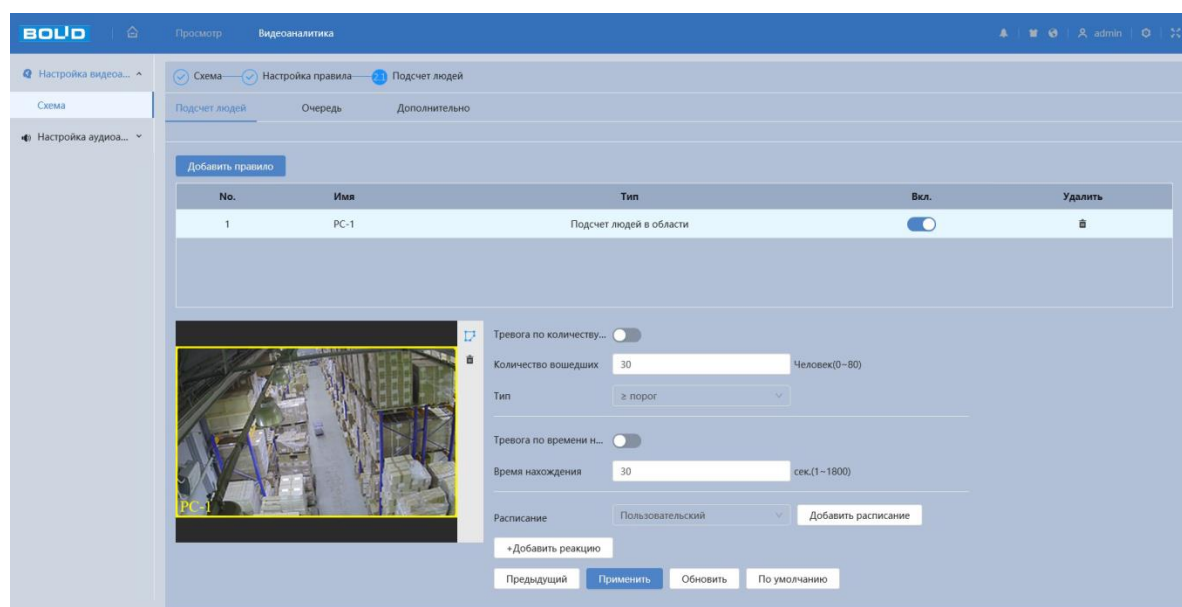 BOLID Просмотр Видеоаналитика admin
Настройка видеоа...
Схема
Настройка аудиоа...
Схема Настройка правила 2.1 Подсчет людей
Подсчет людей Очередь Дополнительно
Добавить правило
No. Имя Тип Вкл. Удалить
1 PC-1 Подсчет людей в области
PC-1
Тревога по количеству...
Количество вошедших 30 Человек(0~80)
Тип ≥ порог
Тревога по времени н...
Время нахождения 30 сек.(1~1800)
Расписание Пользовательский Добавить расписание
+Добавить реакцию
Предыдущий Применить Обновить По умолчанию